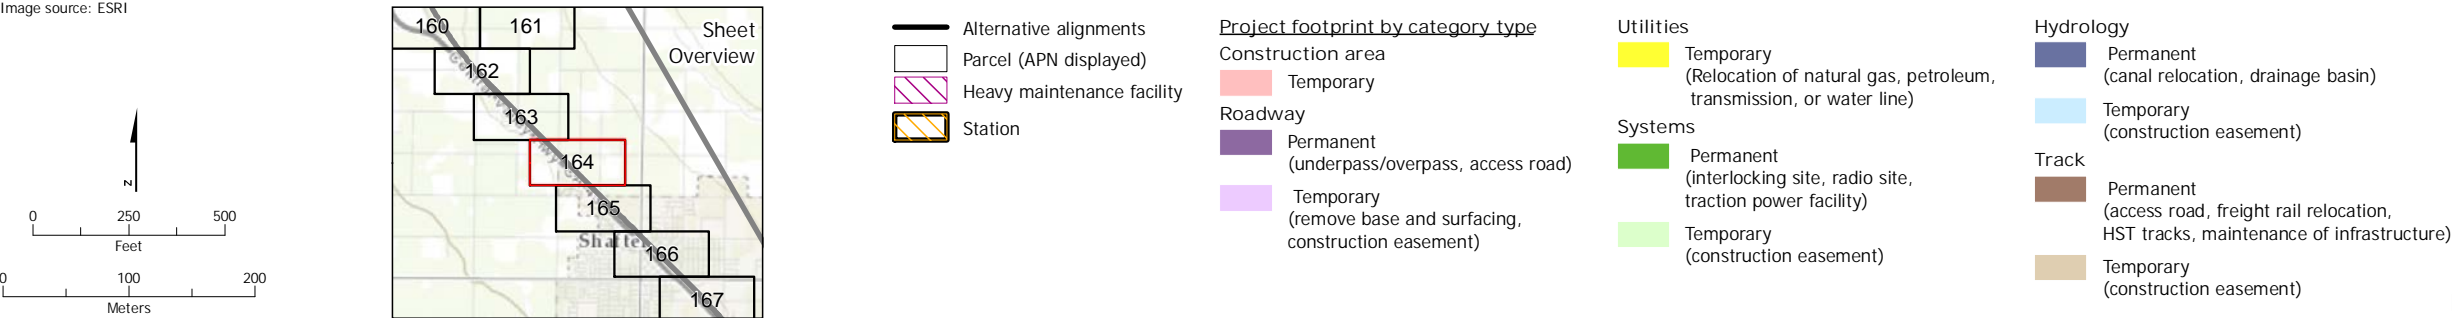 Image source: ESRI
N
0 250 500
Feet
0 100 200
Meters
Sheet
Overview
160
161
162
163
164
165
166
167
Shafter
Alternative alignments
Parcel (APN displayed)
Heavy maintenance facility
Station
Project footprint by category type
Construction area
Temporary
Roadway
Permanent
(underpass/overpass, access road)
Temporary
(remove base and surfacing,
construction easement)
Utilities
Temporary
(Relocation of natural gas, petroleum,
transmission, or water line)
Systems
Permanent
(interlocking site, radio site,
traction power facility)
Temporary
(construction easement)
Hydrology
Permanent
(canal relocation, drainage basin)
Temporary
(construction easement)
Track
Permanent
(access road, freight rail relocation,
HST tracks, maintenance of infrastructure)
Temporary
(construction easement)